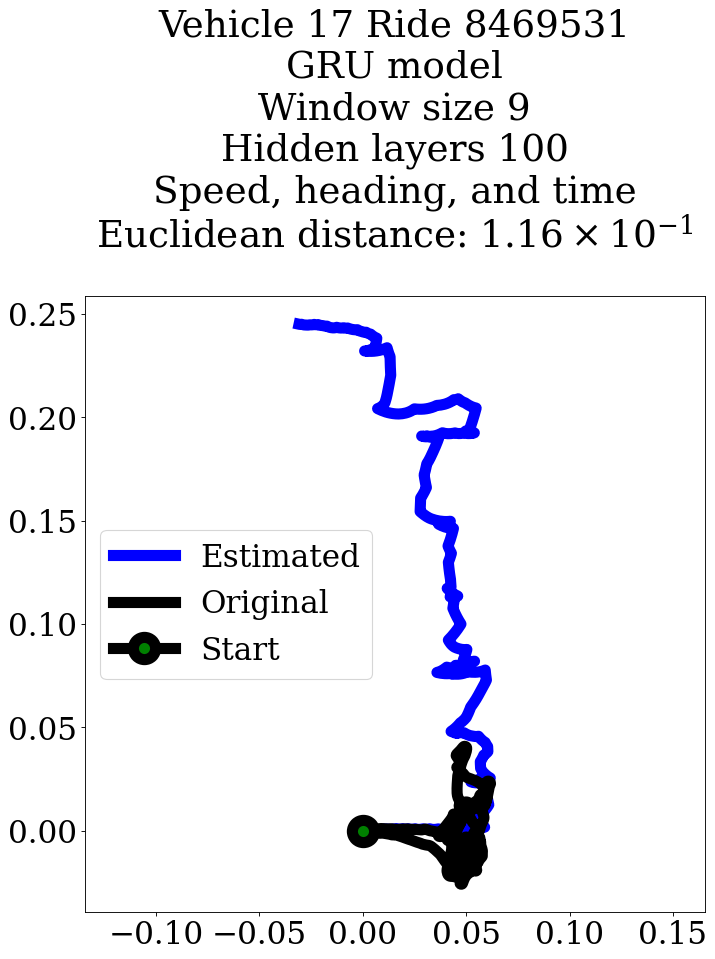 Vehicle 17 Ride 8469531
GRU model
Window size 9
Hidden layers 100
Speed, heading, and time
Euclidean distance: 1.16 × 10⁻¹
0.25
0.20
0.15
0.10
0.05
0.00
Estimated
Original
Start
−0.10 −0.05 0.00 0.05 0.10 0.15